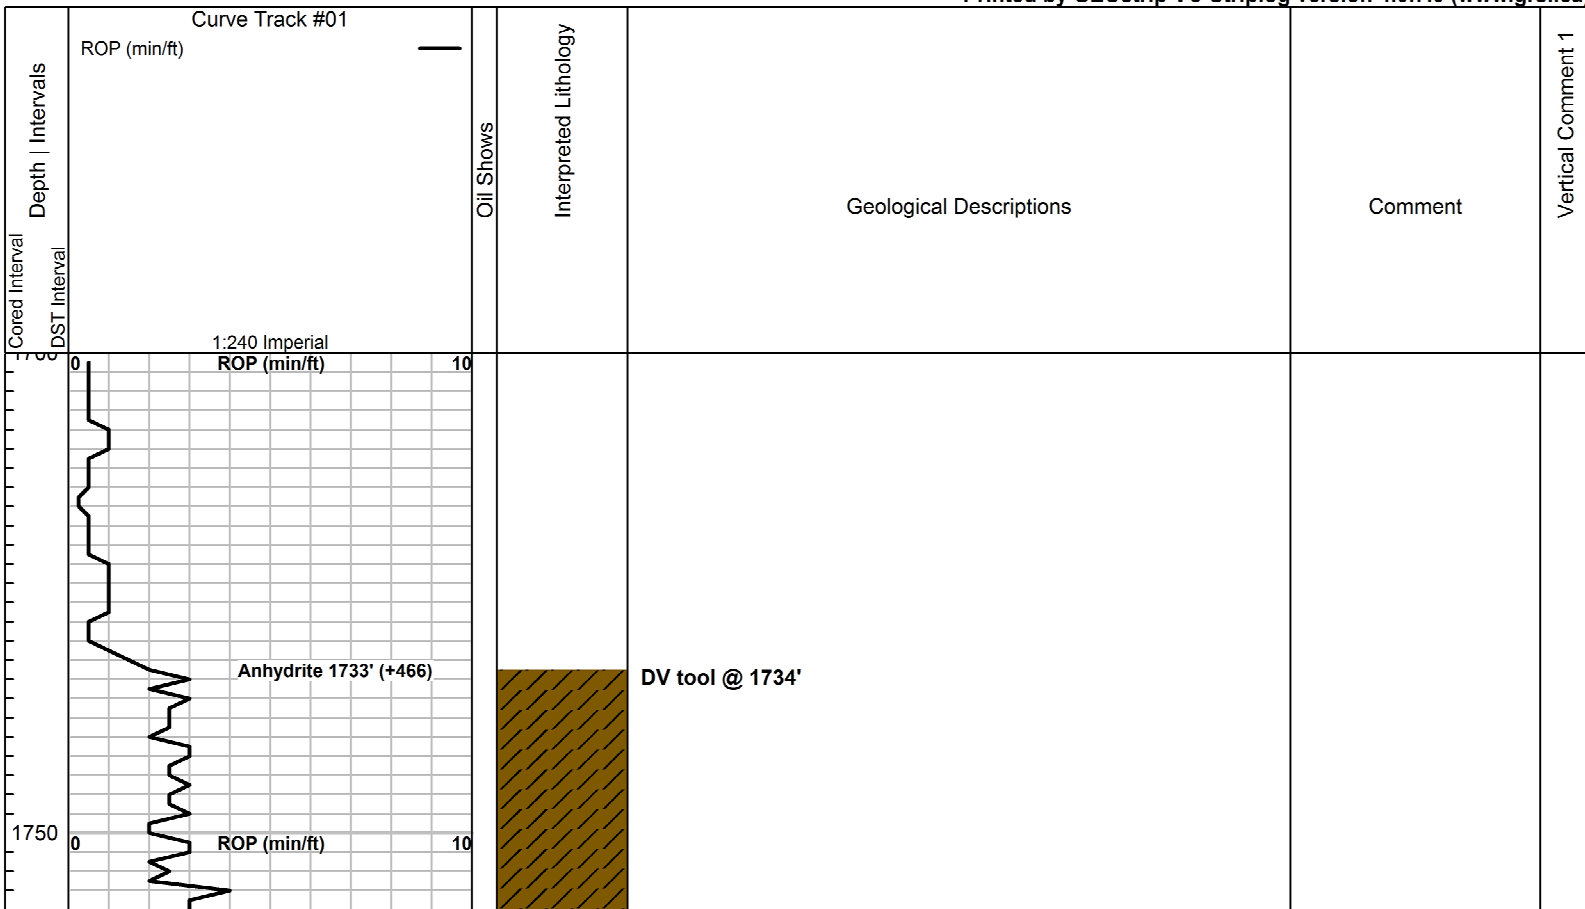 Curve Track #01
ROP (min/ft)
Depth | Intervals
Cored Interval
DST Interval
1:240 Imperial
Oil Shows
Interpreted Lithology
Geological Descriptions
Comment
Vertical Comment 1
0 ROP (min/ft) 10
Anhydrite 1733' (+466)
DV tool @ 1734'
1750
0 ROP (min/ft) 10